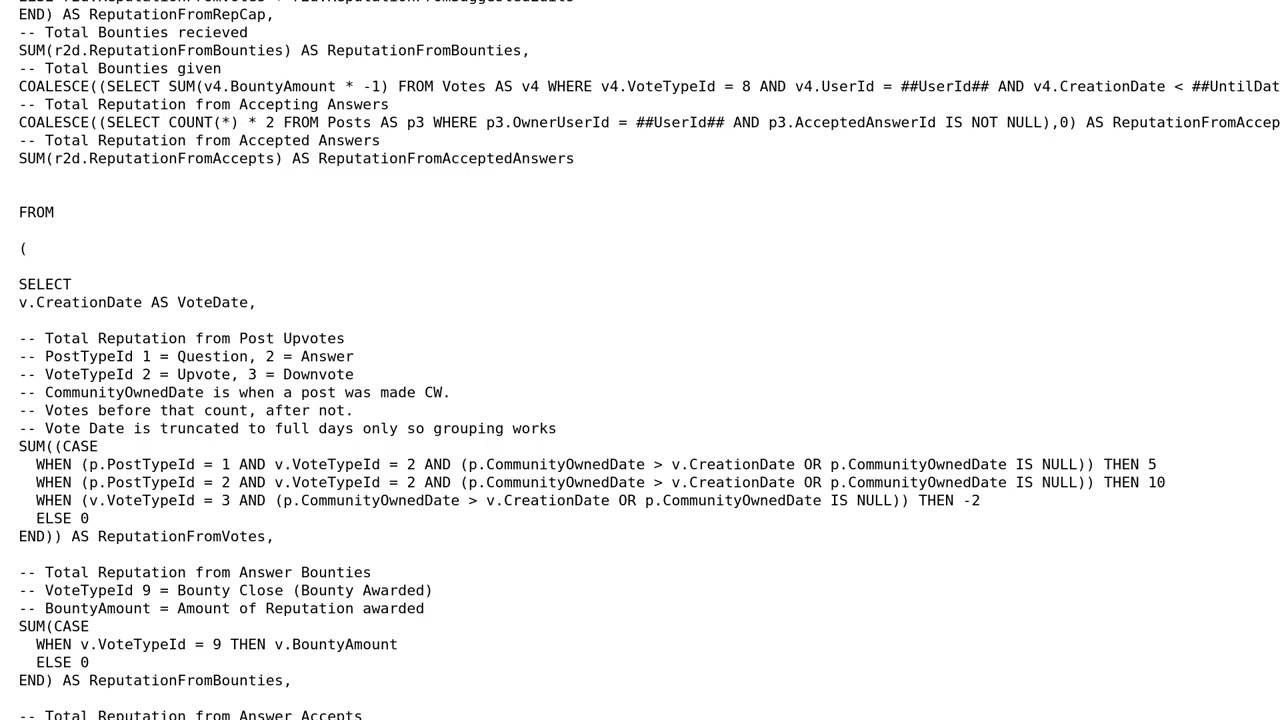 END) AS ReputationFromRepCap,
-- Total Bounties recieved
SUM(r2d.ReputationFromBounties) AS ReputationFromBounties,
-- Total Bounties given
COALESCE((SELECT SUM(v4.BountyAmount * -1) FROM Votes AS v4 WHERE v4.VoteTypeId = 8 AND v4.UserId = ##UserId## AND v4.CreationDate < ##UntilDat
-- Total Reputation from Accepting Answers
COALESCE((SELECT COUNT(*) * 2 FROM Posts AS p3 WHERE p3.OwnerUserId = ##UserId## AND p3.AcceptedAnswerId IS NOT NULL),0) AS ReputationFromAccep
-- Total Reputation from Accepted Answers
SUM(r2d.ReputationFromAccepts) AS ReputationFromAcceptedAnswers
FROM
(
SELECT
v.CreationDate AS VoteDate,
-- Total Reputation from Post Upvotes
-- PostTypeId 1 = Question, 2 = Answer
-- VoteTypeId 2 = Upvote, 3 = Downvote
-- CommunityOwnedDate is when a post was made CW.
-- Votes before that count, after not.
-- Vote Date is truncated to full days only so grouping works
SUM((CASE
WHEN (p.PostTypeId = 1 AND v.VoteTypeId = 2 AND (p.CommunityOwnedDate > v.CreationDate OR p.CommunityOwnedDate IS NULL)) THEN 5
WHEN (p.PostTypeId = 2 AND v.VoteTypeId = 2 AND (p.CommunityOwnedDate > v.CreationDate OR p.CommunityOwnedDate IS NULL)) THEN 10
WHEN (v.VoteTypeId = 3 AND (p.CommunityOwnedDate > v.CreationDate OR p.CommunityOwnedDate IS NULL)) THEN -2
ELSE 0
END)) AS ReputationFromVotes,
-- Total Reputation from Answer Bounties
-- VoteTypeId 9 = Bounty Close (Bounty Awarded)
-- BountyAmount = Amount of Reputation awarded
SUM(CASE
WHEN v.VoteTypeId = 9 THEN v.BountyAmount
ELSE 0
END) AS ReputationFromBounties,
-- Total Reputation from Answer Accepts